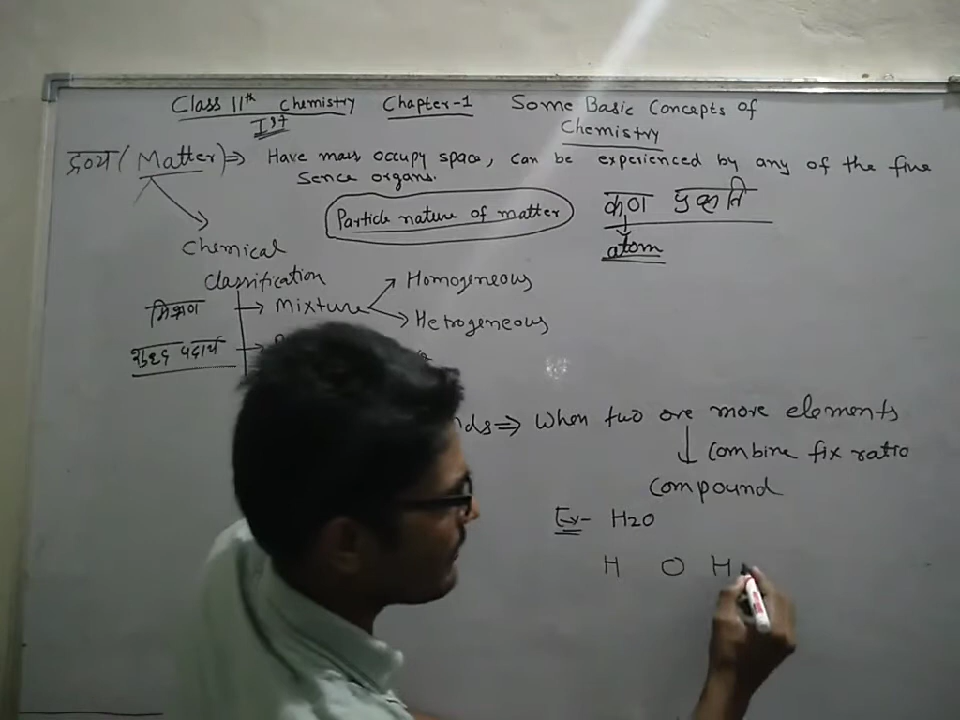 Class 11th Chemistry Chapter-1 Some Basic Concepts of
Ist Chemistry
द्रव्य (Matter) ⇒ Have mass occupy space, can be experienced by any of the five
Sence organs.
Particle nature of matter कण प्रकृति
atom
Chemical
classification
Homogeneous
मिश्रण → Mixture
Hetrogeneous
शुद्ध पदार्थ →
nds ⇒ When two ore more elements
↓ Combine fix ratio
Compound
Ex- H2O
H O H